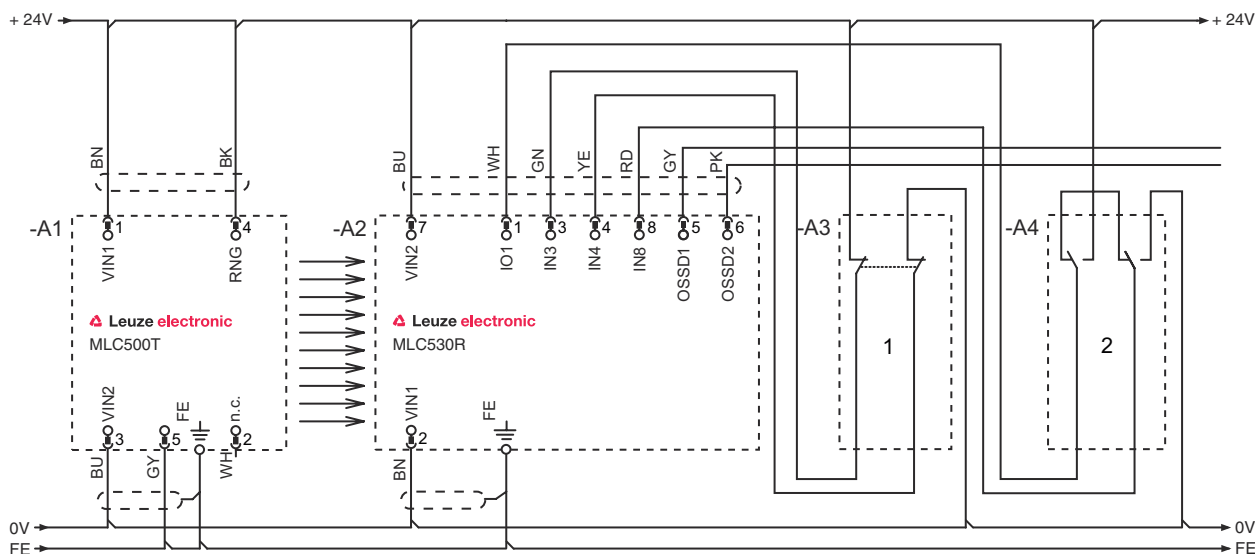 + 24V
+ 24V
BN
BK
BU
WH
GN
YE
RD
GY
PK
-A1
1
4
-A2
7
1
3
4
8
5
6
-A3
-A4
VIN1
RNG
VIN2
IO1
IN3
IN4
IN8
OSSD1
OSSD2
Leuze electronic
MLC500T
Leuze electronic
MLC530R
1
2
VIN2
FE
n.c.
VIN1
FE
3
5
2
2
BU
GY
WH
BN
0V
0V
FE
FE